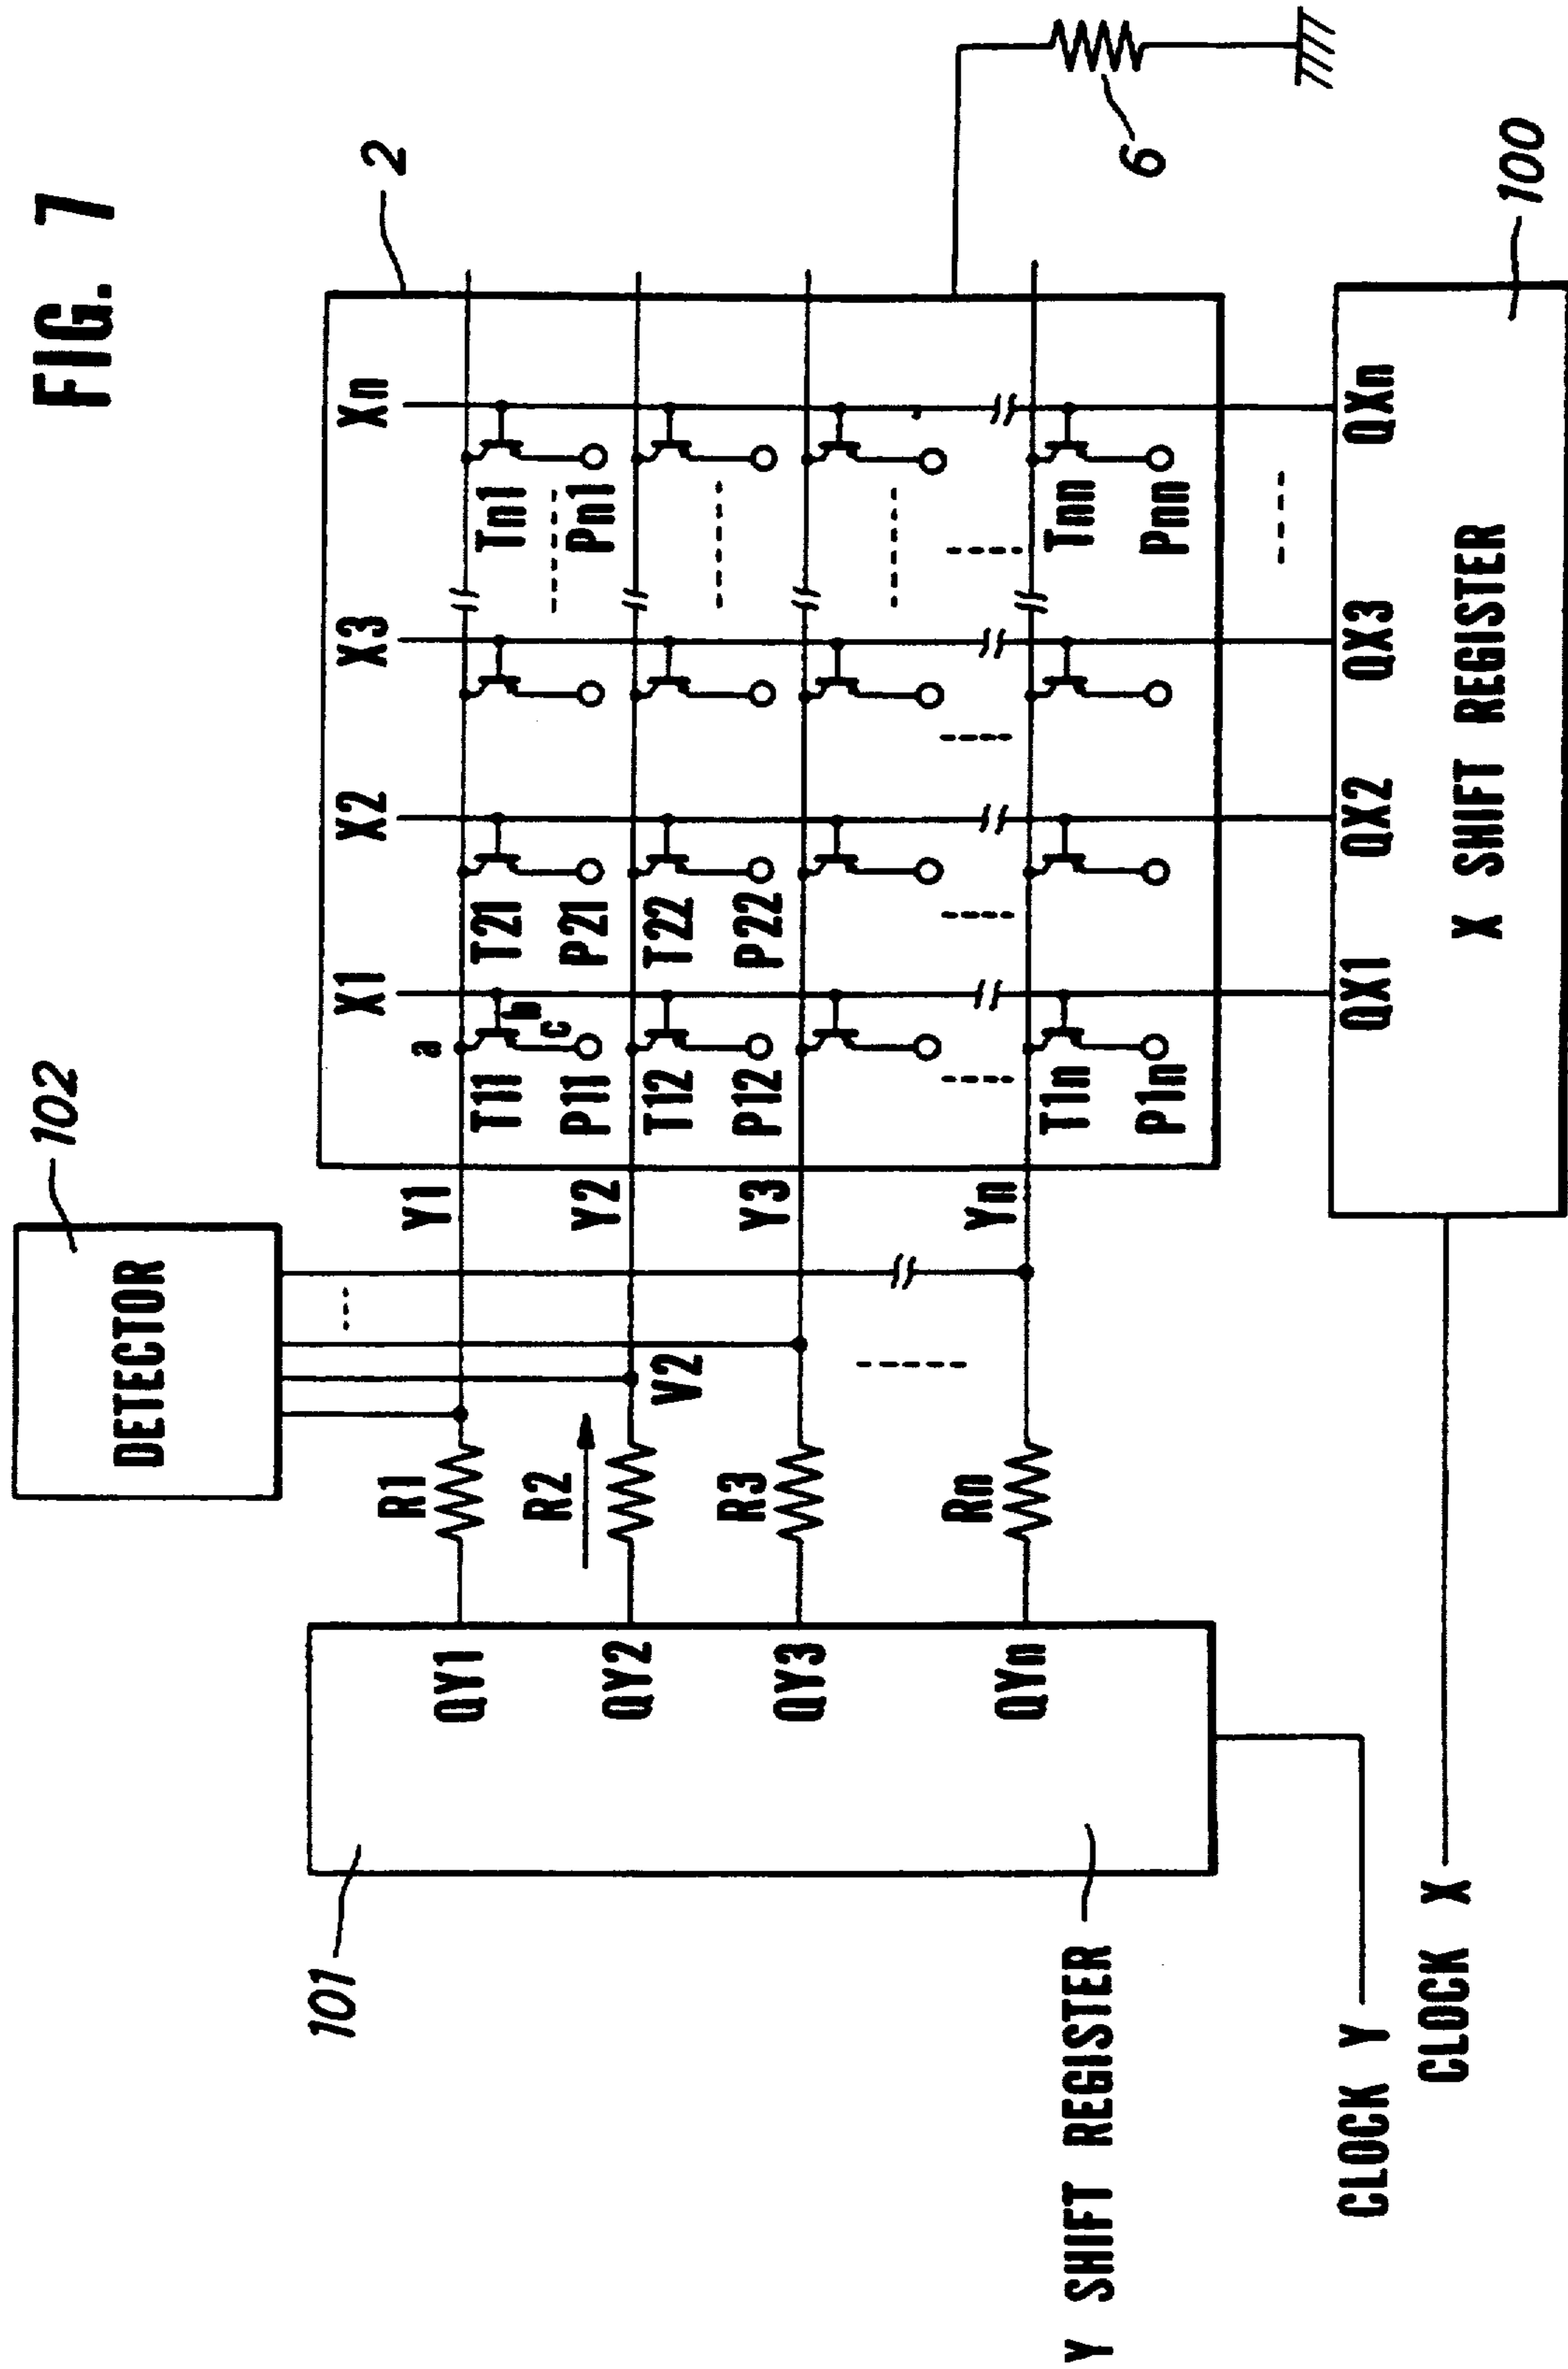 FIG. 7
102
DETECTOR
2
X1 X2 X3 Xn
101
QY1 R1 Y1
a
b
c
T11 T21 Tn1
P11 P21 Pn1
QY2 R2 V2 Y2
T12 T22
P12 P22
QY3 R3 Y3
QYn Rn Yn
T1n Tnn
P1n Pnn
6
Y SHIFT REGISTER
QX1 QX2 QX3 QXn
X SHIFT REGISTER
100
CLOCK Y
CLOCK X